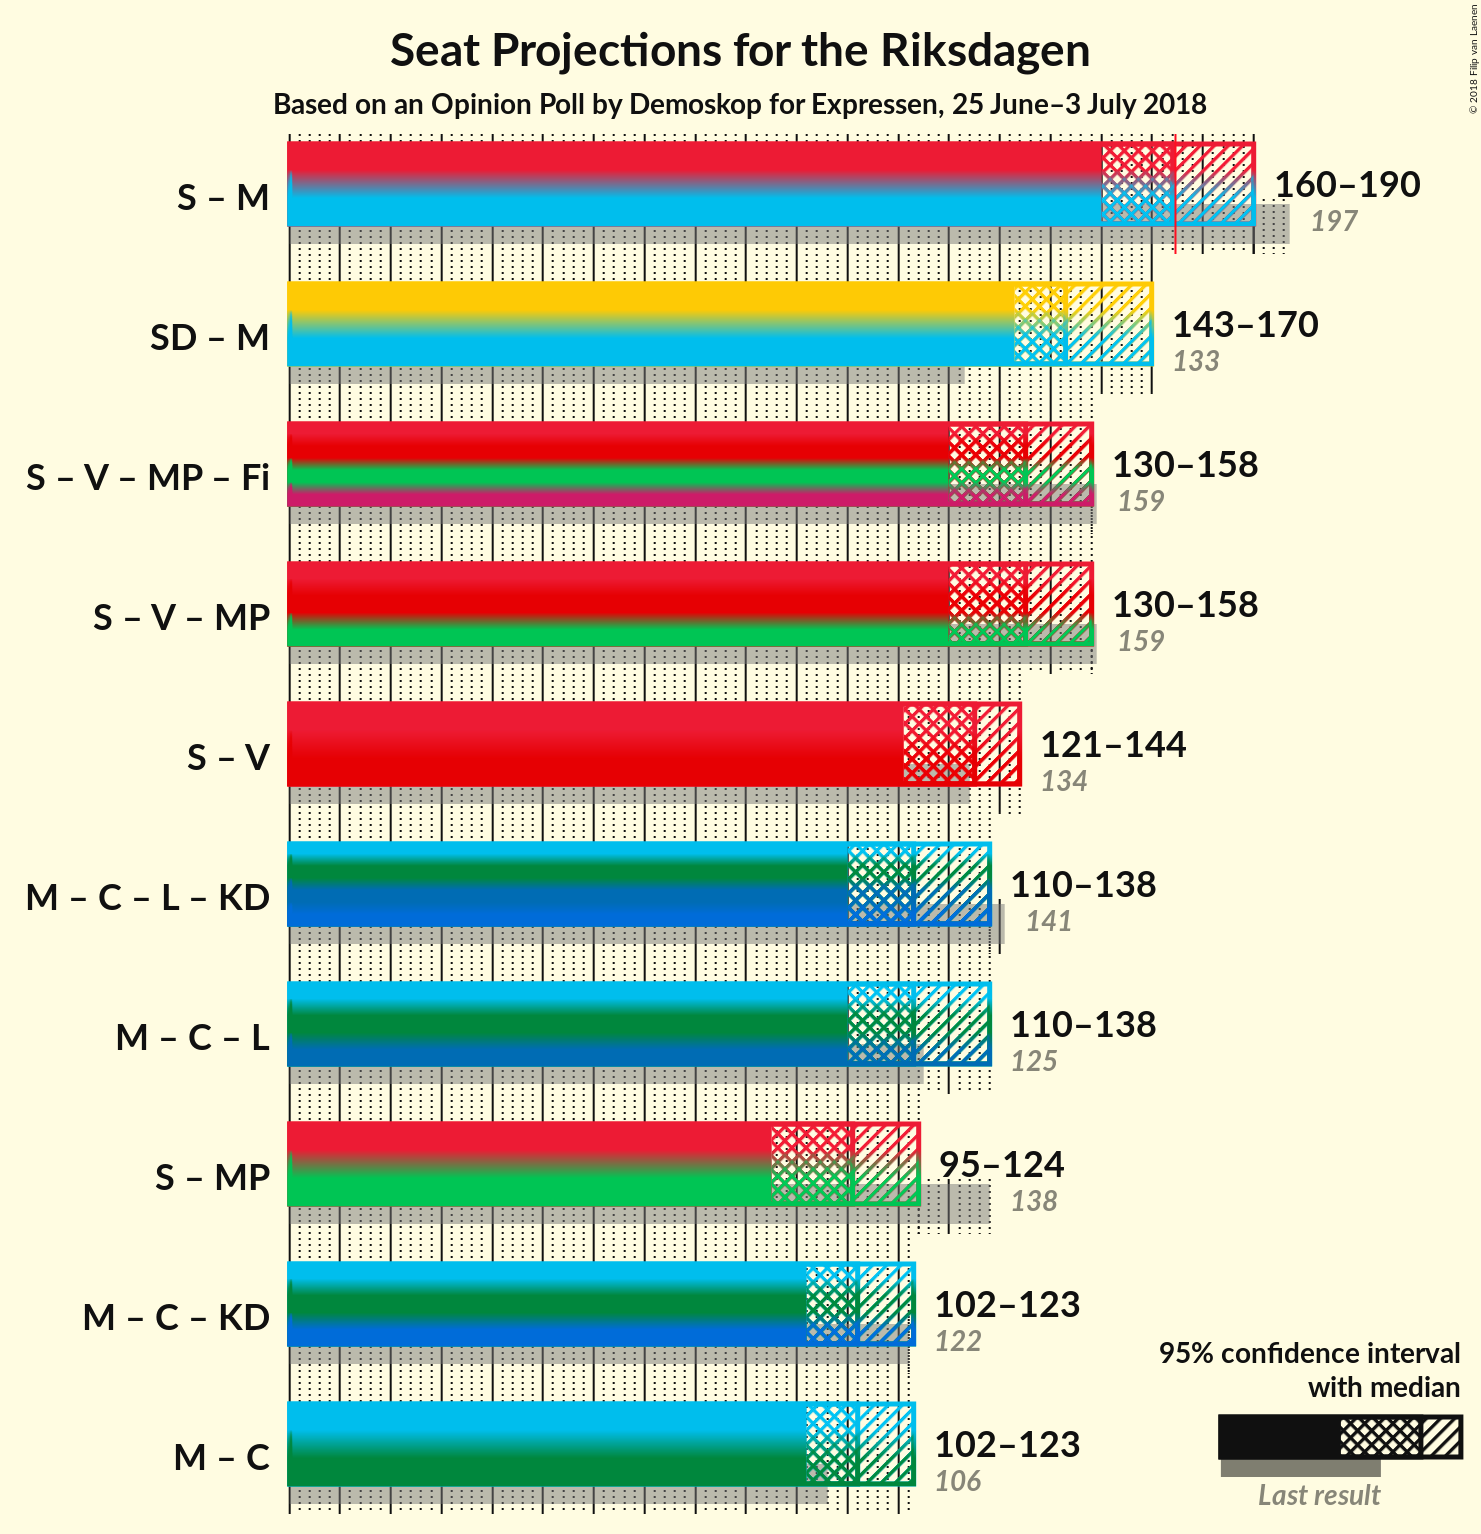 Seat Projections for the Riksdagen
Based on an Opinion Poll by Demoskop for Expressen, 25 June–3 July 2018
© 2018 Filip van Laenen
S – M
160–190
197
SD – M
143–170
133
S – V – MP – Fi
130–158
159
S – V – MP
130–158
159
S – V
121–144
134
M – C – L – KD
110–138
141
M – C – L
110–138
125
S – MP
95–124
138
M – C – KD
102–123
122
M – C
102–123
106
95% confidence interval
with median
Last result